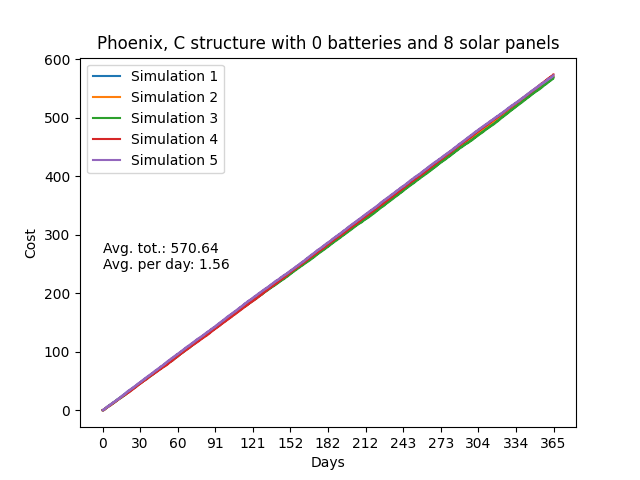 Phoenix, C structure with 0 batteries and 8 solar panels
600
500
400
300
200
100
0
Cost
Simulation 1
Simulation 2
Simulation 3
Simulation 4
Simulation 5
Avg. tot.: 570.64
Avg. per day: 1.56
0 30 60 91 121 152 182 212 243 273 304 334 365
Days